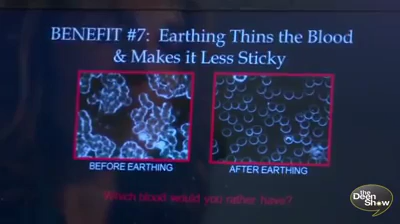 BENEFIT #7: Earthing Thins the Blood
& Makes it Less Sticky
BEFORE EARTHING
AFTER EARTHING
Which blood would you rather have?
the
Deen
Show